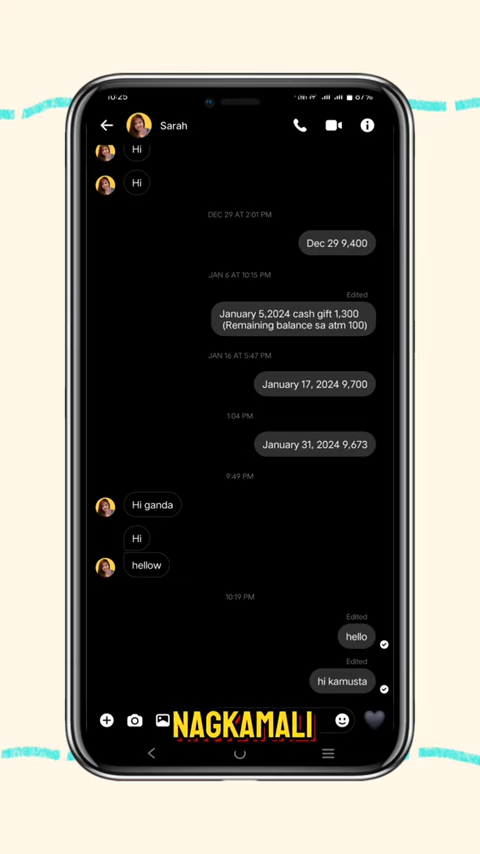 10:25
87%
Sarah
Hi
Hi
DEC 29 AT 2:01 PM
Dec 29 9,400
JAN 6 AT 10:15 PM
Edited
January 5,2024 cash gift 1,300
(Remaining balance sa atm 100)
JAN 16 AT 5:47 PM
January 17, 2024 9,700
1:04 PM
January 31, 2024 9,673
9:49 PM
Hi ganda
Hi
hellow
10:19 PM
Edited
hello
Edited
hi kamusta
NAGKAMALI